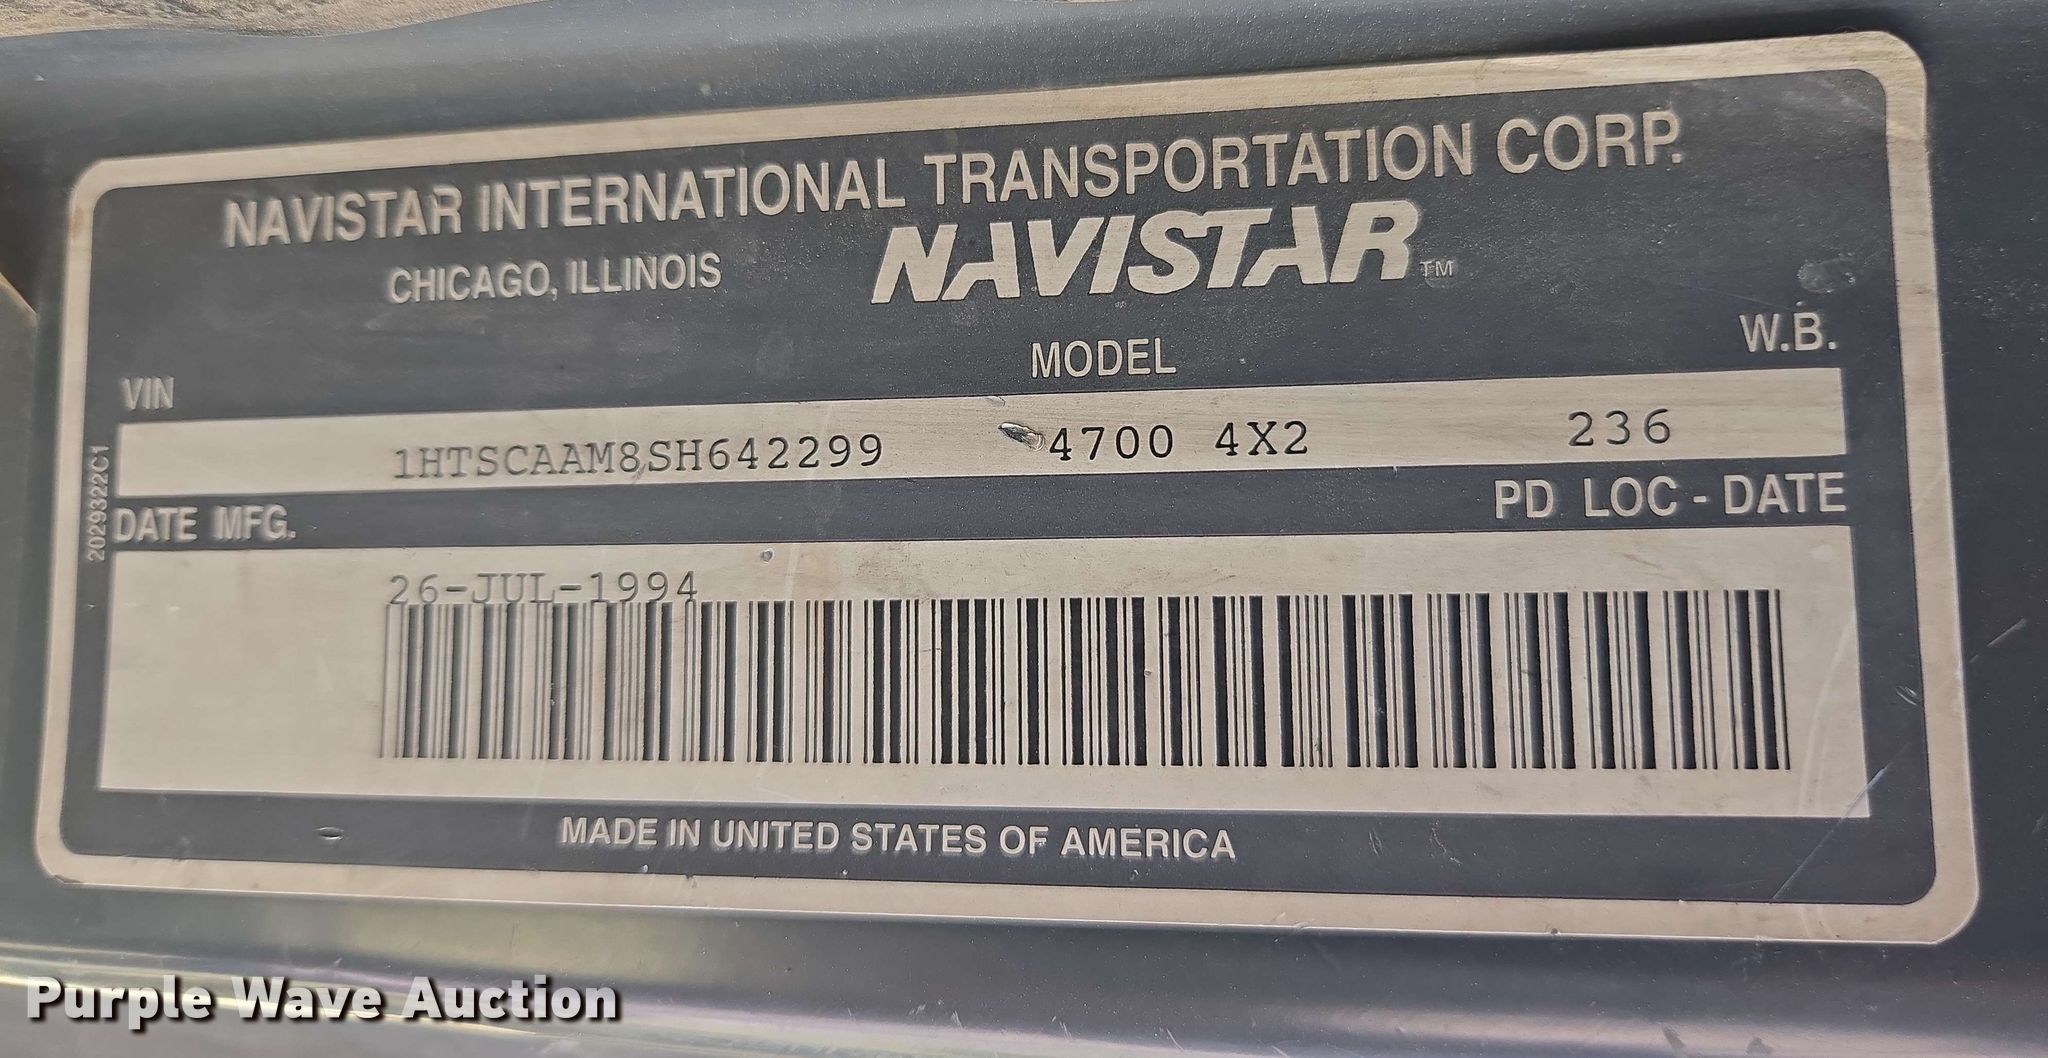 NAVISTAR INTERNATIONAL TRANSPORTATION CORP.
CHICAGO, ILLINOIS
NAVISTAR TM
VIN
MODEL
W.B.
1HTSCAAM8SH642299
4700 4X2
236
DATE MFG.
PD LOC - DATE
2029322C1
26-JUL-1994
MADE IN UNITED STATES OF AMERICA
Purple Wave Auction